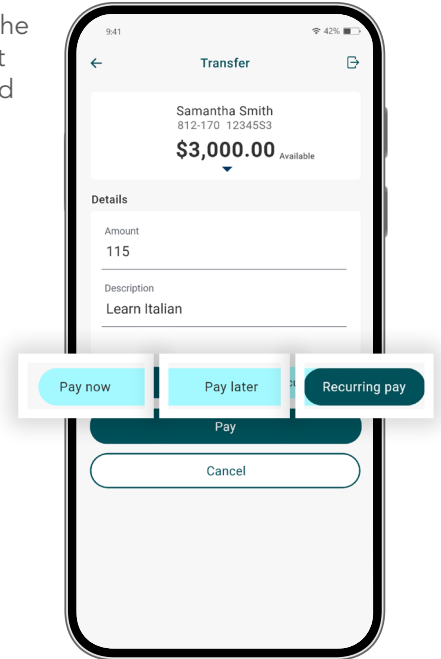 he
t
d
9:41
42%
Transfer
Samantha Smith
812-170 12345S3
$3,000.00 Available
Details
Amount
115
Description
Learn Italian
Pay now Pay later Recurring pay
Pay
Cancel